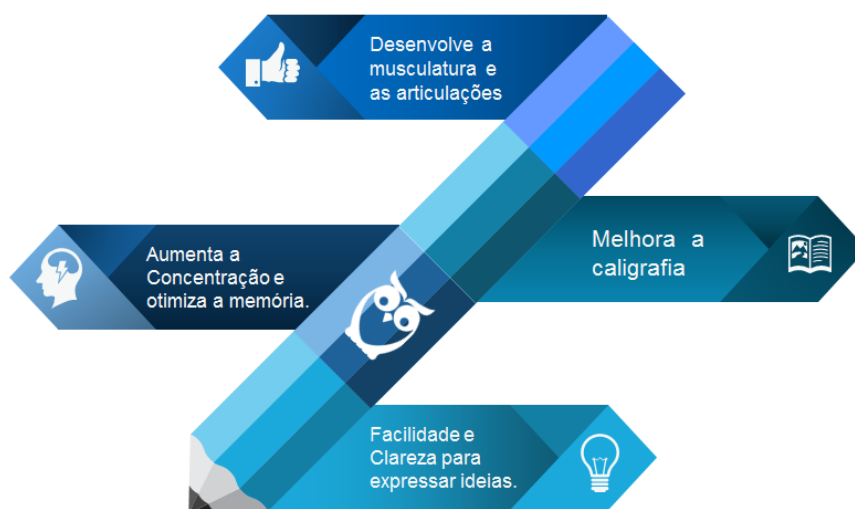 Desenvolve a
musculatura e
as articulações
Melhora a
caligrafia
Aumenta a
Concentração e
otimiza a memória.
Facilidade e
Clareza para
expressar ideias.